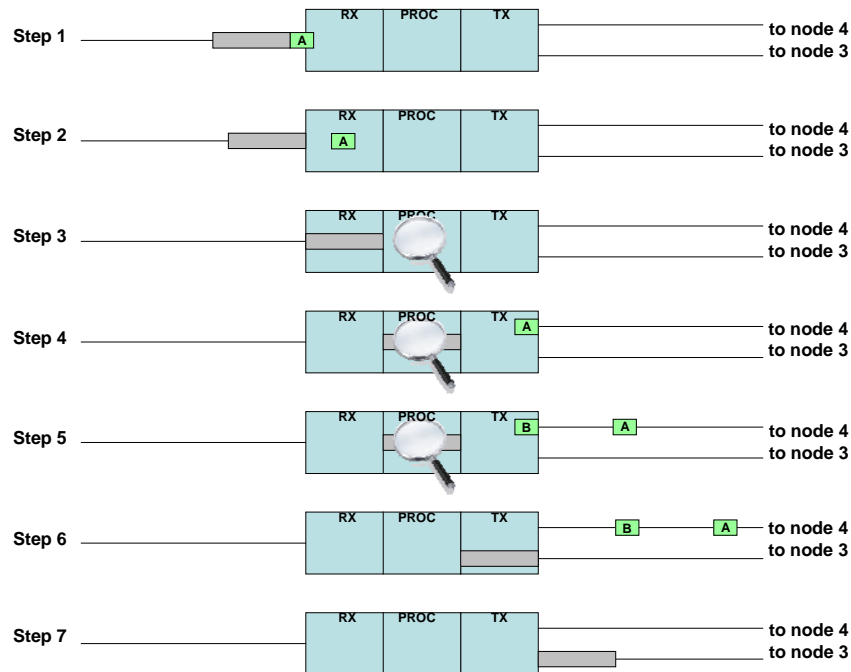 RX PROC TX
Step 1 A to node 4
to node 3
RX PROC TX
Step 2 A to node 4
to node 3
RX PROC TX
Step 3 to node 4
to node 3
RX PROC TX
Step 4 A to node 4
to node 3
RX PROC TX
Step 5 B A to node 4
to node 3
RX PROC TX
Step 6 B A to node 4
to node 3
RX PROC TX
Step 7 to node 4
to node 3